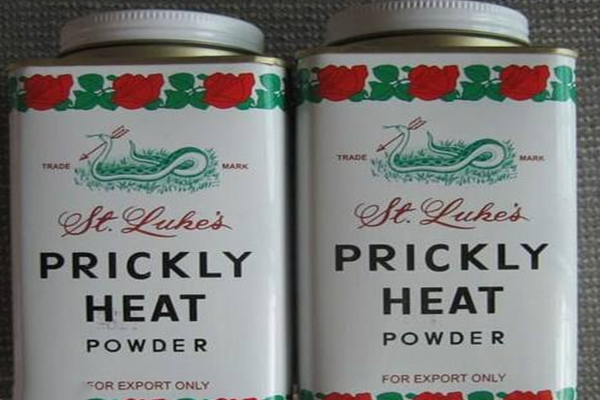 TRADE MARK
St. Luke's
PRICKLY
HEAT
POWDER
FOR EXPORT ONLY
TRADE MARK
St. Luke's
PRICKLY
HEAT
POWDER
FOR EXPORT ONLY